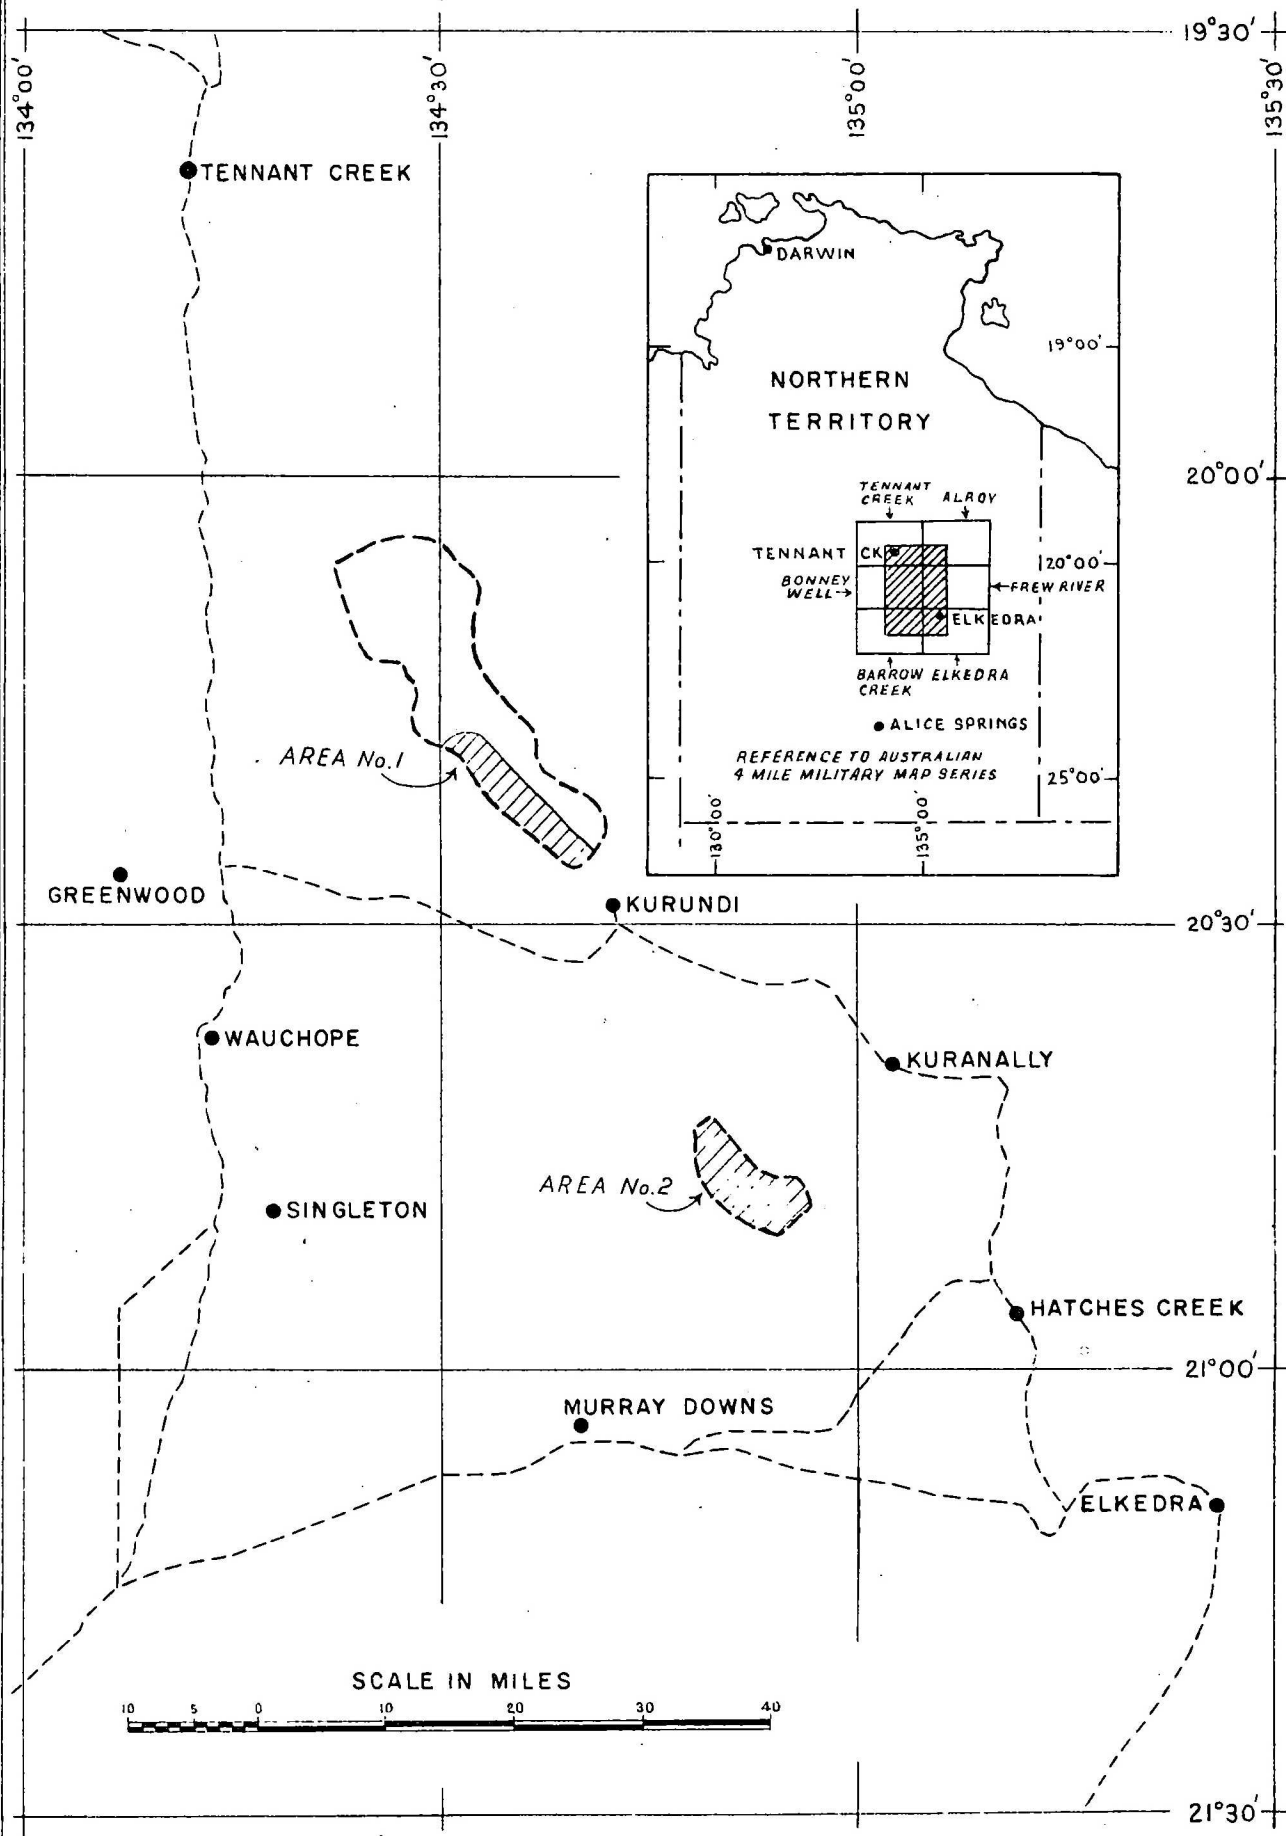 19°30'
134°00'
134°30'
135°00'
135°30'
TENNANT CREEK
DARWIN
19°00'
NORTHERN
TERRITORY
20°00'
TENNANT
CREEK
ALROY
TENNANT CK
20°00'
BONNEY
WELL
FREW RIVER
ELKEDRA
BARROW
CREEK
ELKEDRA
ALICE SPRINGS
REFERENCE TO AUSTRALIAN
4 MILE MILITARY MAP SERIES
25°00'
130°00'
135°00'
AREA No.1
GREENWOOD
KURUNDI
20°30'
WAUCHOPE
KURANALLY
AREA No.2
SINGLETON
HATCHES CREEK
21°00'
MURRAY DOWNS
ELKEDRA
SCALE IN MILES
10 5 0 10 20 30 40
21°30'